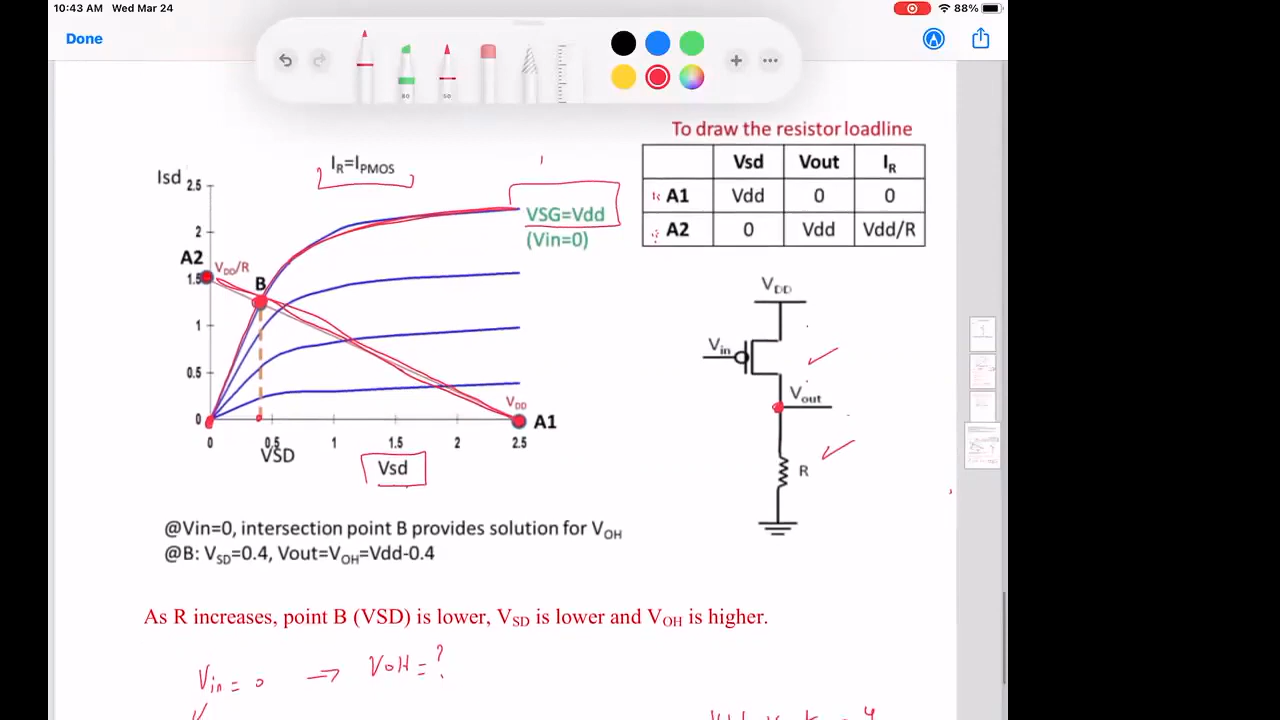 10:43 AM Wed Mar 24
88%
Done
80
50
To draw the resistor loadline
Vsd Vout IR
A1 Vdd 0 0
A2 0 Vdd Vdd/R
IR=IPMOS
Isd
2.5
2
1.5
1
0.5
0
VSG=Vdd
(Vin=0)
A2
VDD/R
B
VDD
A1
0 0.5 1 1.5 2 2.5
VSD
Vsd
VDD
Vin
Vout
R
@Vin=0, intersection point B provides solution for VOH
@B: VSD=0.4, Vout=VOH=Vdd-0.4
As R increases, point B (VSD) is lower, VSD is lower and VOH is higher.
Vin = 0 → VOH = ?